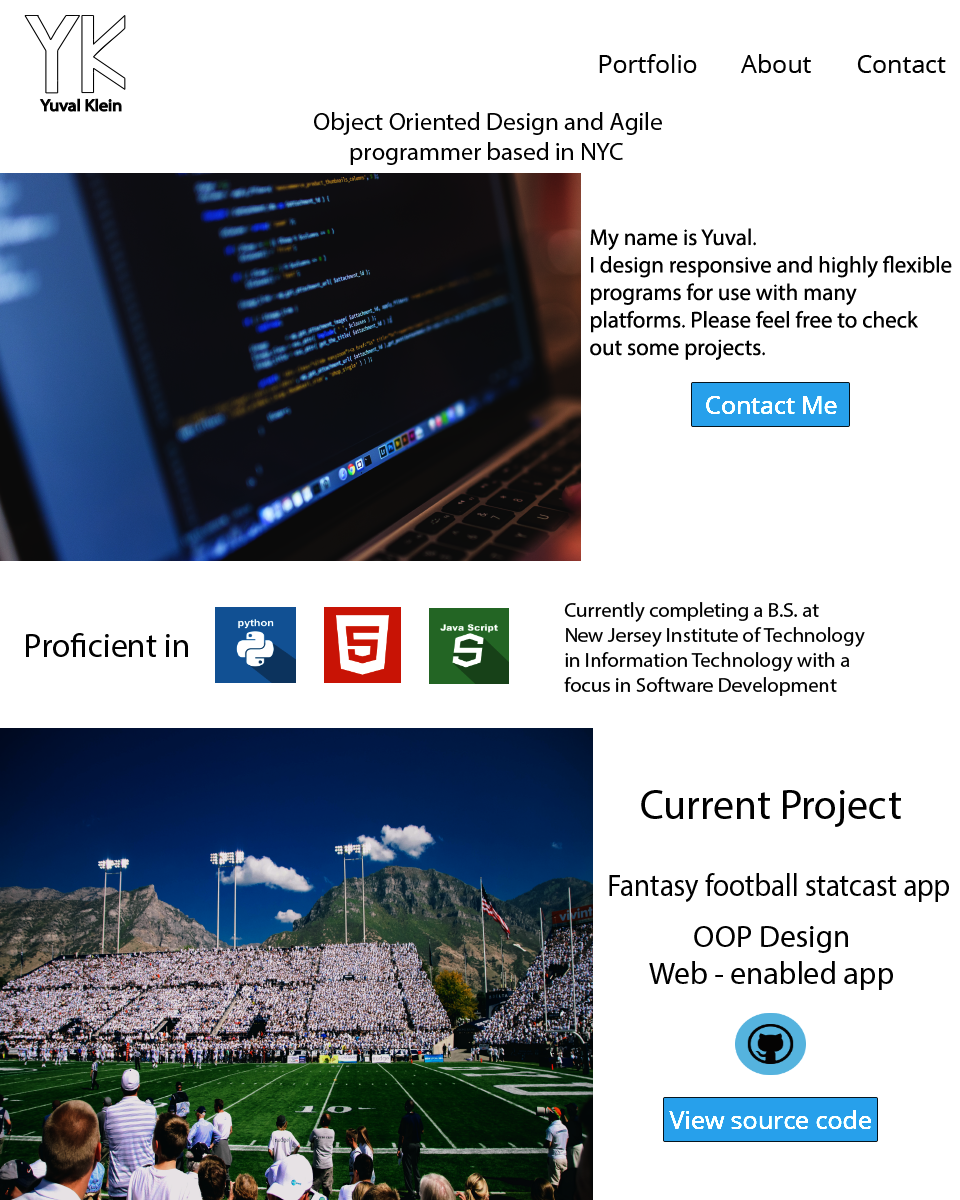 YK
Yuval Klein
Portfolio About Contact
Object Oriented Design and Agile
programmer based in NYC
My name is Yuval.
I design responsive and highly flexible
programs for use with many
platforms. Please feel free to check
out some projects.
Contact Me
Proficient in
python
5
Java Script
S
Currently completing a B.S. at
New Jersey Institute of Technology
in Information Technology with a
focus in Software Development
Current Project
Fantasy football statcast app
OOP Design
Web - enabled app
View source code
vivint
10